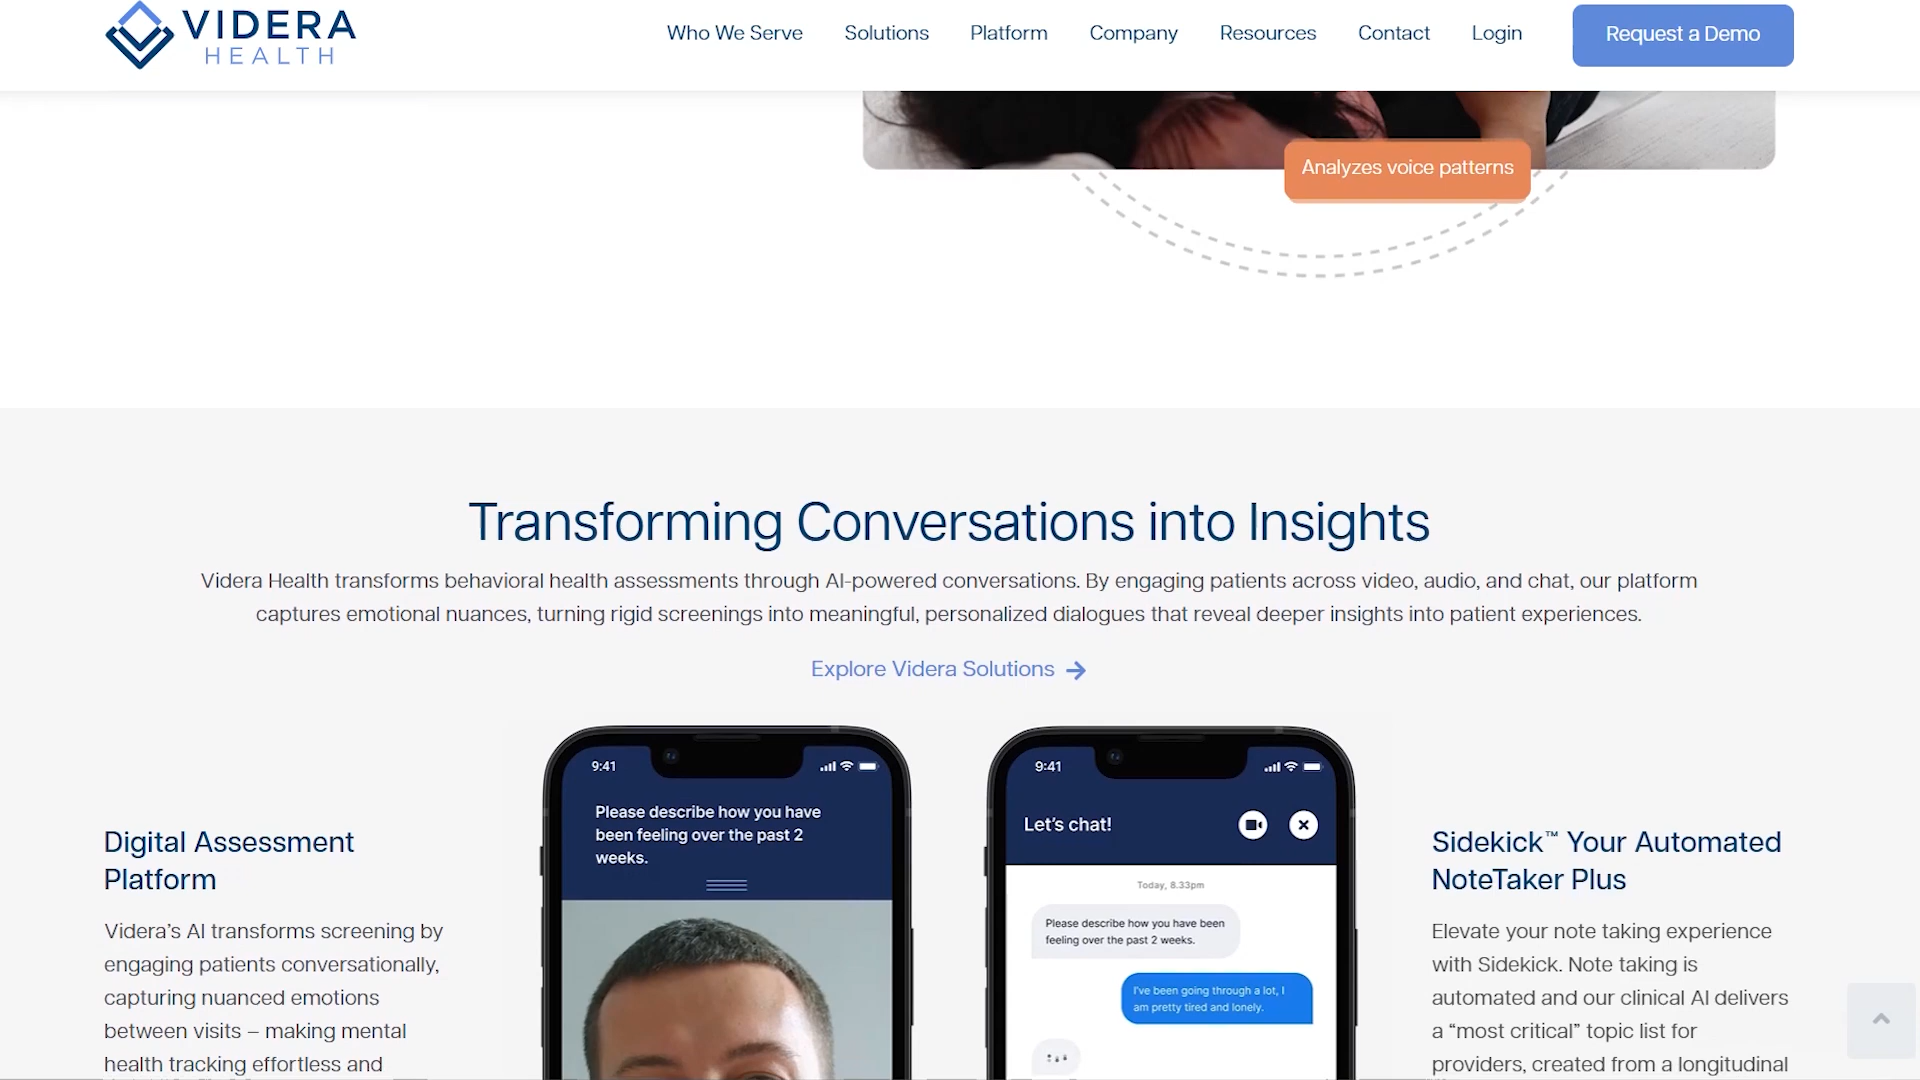 VIDERA
HEALTH
Who We Serve
Solutions
Platform
Company
Resources
Contact
Login
Request a Demo
Analyzes voice patterns
Transforming Conversations into Insights
Videra Health transforms behavioral health assessments through AI-powered conversations. By engaging patients across video, audio, and chat, our platform
captures emotional nuances, turning rigid screenings into meaningful, personalized dialogues that reveal deeper insights into patient experiences.
Explore Videra Solutions
Digital Assessment
Platform
Videra’s AI transforms screening by
engaging patients conversationally,
capturing nuanced emotions
between visits – making mental
health tracking effortless and
9:41
Please describe how you have
been feeling over the past 2
weeks.
9:41
Let’s chat!
Today, 8.33pm
Please describe how you have been
feeling over the past 2 weeks.
I've been going through a lot, I
am pretty tired and lonely.
Sidekick™ Your Automated
NoteTaker Plus
Elevate your note taking experience
with Sidekick. Note taking is
automated and our clinical AI delivers
a “most critical” topic list for
providers, created from a longitudinal